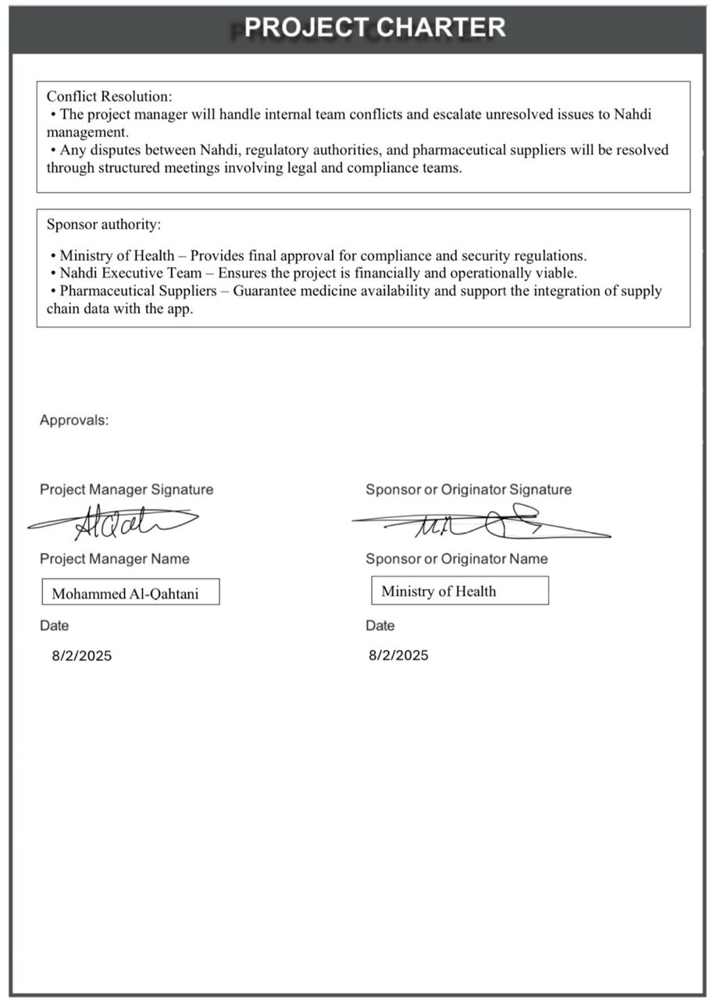 PROJECT CHARTER
Conflict Resolution:
• The project manager will handle internal team conflicts and escalate unresolved issues to Nahdi
management.
• Any disputes between Nahdi, regulatory authorities, and pharmaceutical suppliers will be resolved
through structured meetings involving legal and compliance teams.
Sponsor authority:
• Ministry of Health – Provides final approval for compliance and security regulations.
• Nahdi Executive Team – Ensures the project is financially and operationally viable.
• Pharmaceutical Suppliers – Guarantee medicine availability and support the integration of supply
chain data with the app.
Approvals:
Project Manager Signature
Sponsor or Originator Signature
Project Manager Name
Sponsor or Originator Name
Mohammed Al-Qahtani
Ministry of Health
Date
Date
8/2/2025
8/2/2025